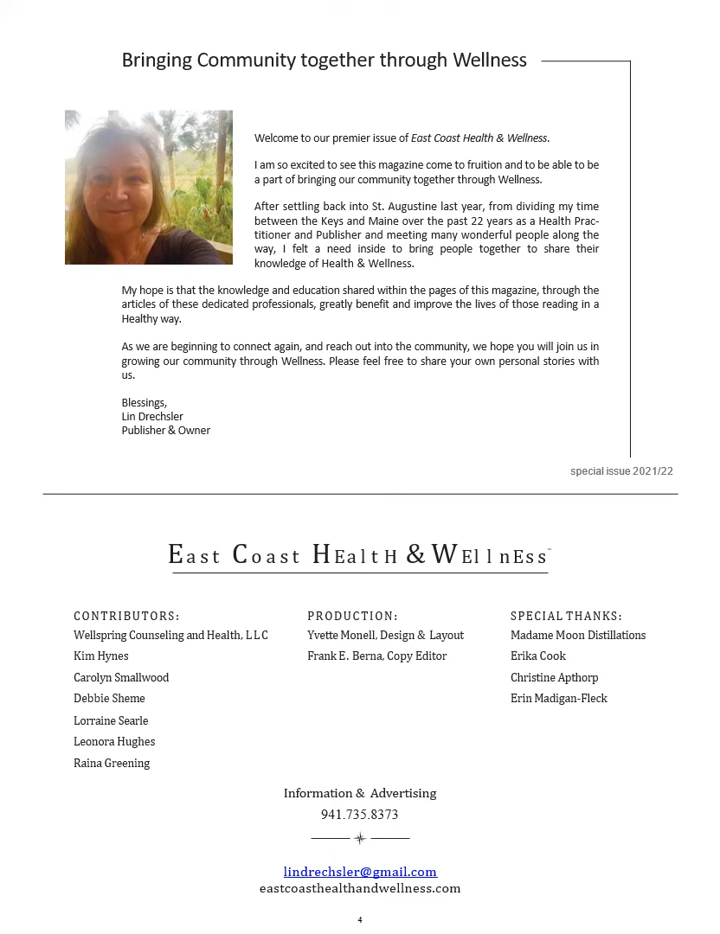 Bringing Community together through Wellness
Welcome to our premier issue of East Coast Health & Wellness.
I am so excited to see this magazine come to fruition and to be able to be
a part of bringing our community together through Wellness.
After settling back into St. Augustine last year, from dividing my time
between the Keys and Maine over the past 22 years as a Health Prac-
titioner and Publisher and meeting many wonderful people along the
way, I felt a need inside to bring people together to share their
knowledge of Health & Wellness.
My hope is that the knowledge and education shared within the pages of this magazine, through the
articles of these dedicated professionals, greatly benefit and improve the lives of those reading in a
Healthy way.
As we are beginning to connect again, and reach out into the community, we hope you will join us in
growing our community through Wellness. Please feel free to share your own personal stories with
us.
Blessings,
Lin Drechsler
Publisher & Owner
special issue 2021/22
East Coast HEaltH & WEllnEss
CONTRIBUTORS:
Wellspring Counseling and Health, LLC
Kim Hynes
Carolyn Smallwood
Debbie Sheme
Lorraine Searle
Leonora Hughes
Raina Greening
PRODUCTION:
Yvette Monell, Design & Layout
Frank E. Berna, Copy Editor
SPECIAL THANKS:
Madame Moon Distillations
Erika Cook
Christine Apthorp
Erin Madigan-Fleck
Information & Advertising
941.735.8373
lindrechsler@gmail.com
eastcoasthealthandwellness.com
4